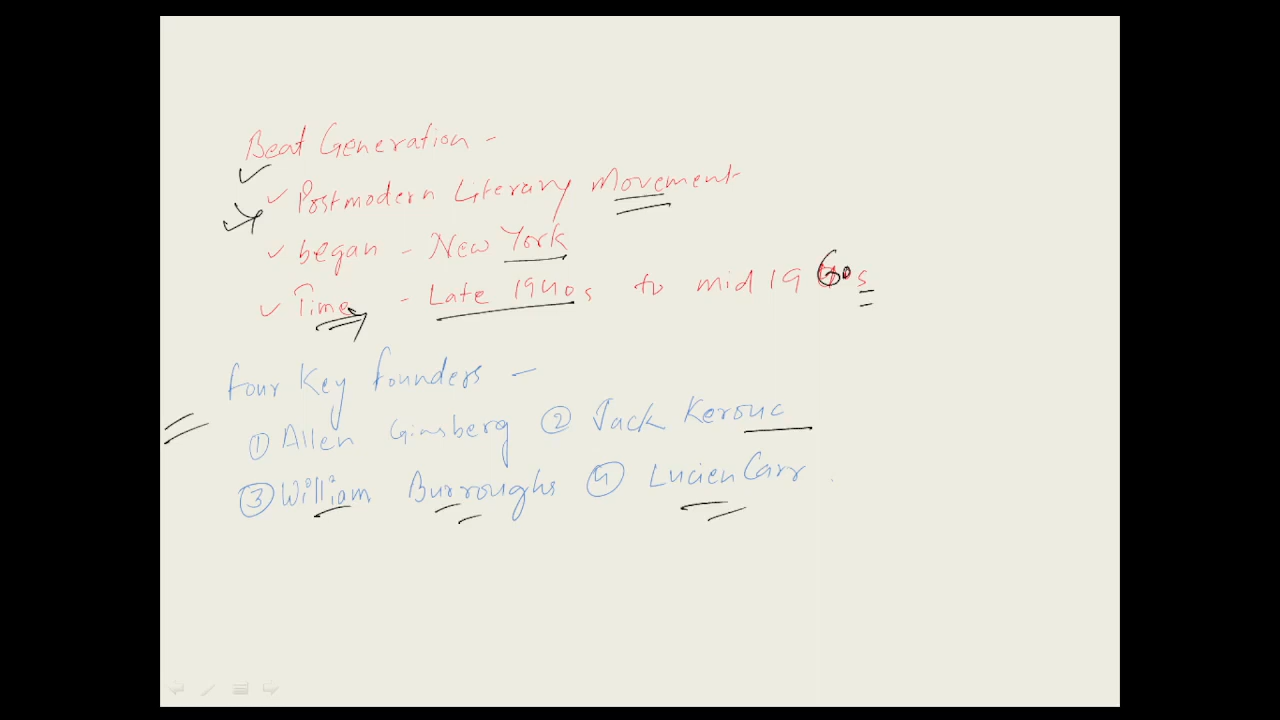 Beat Generation -
✓ Postmodern Literary Movement
✓ began - New York
✓ Time - Late 1940s to mid 1960s
four Key founders -
① Allen Ginsberg ② Jack Kerouc
③ William Burroughs ④ Lucien Carr.